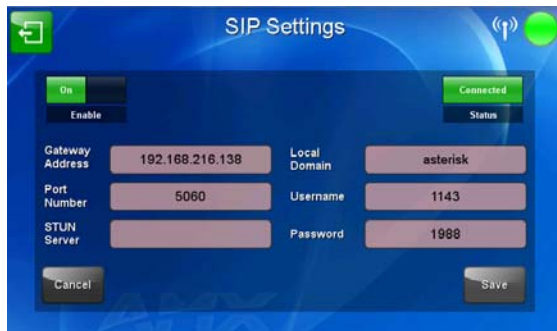 SIP Settings
On
Enable
Connected
Status
Gateway Address
192.168.216.138
Local Domain
asterisk
Port Number
5060
Username
1143
STUN Server
Password
1988
Cancel
Save
AMX